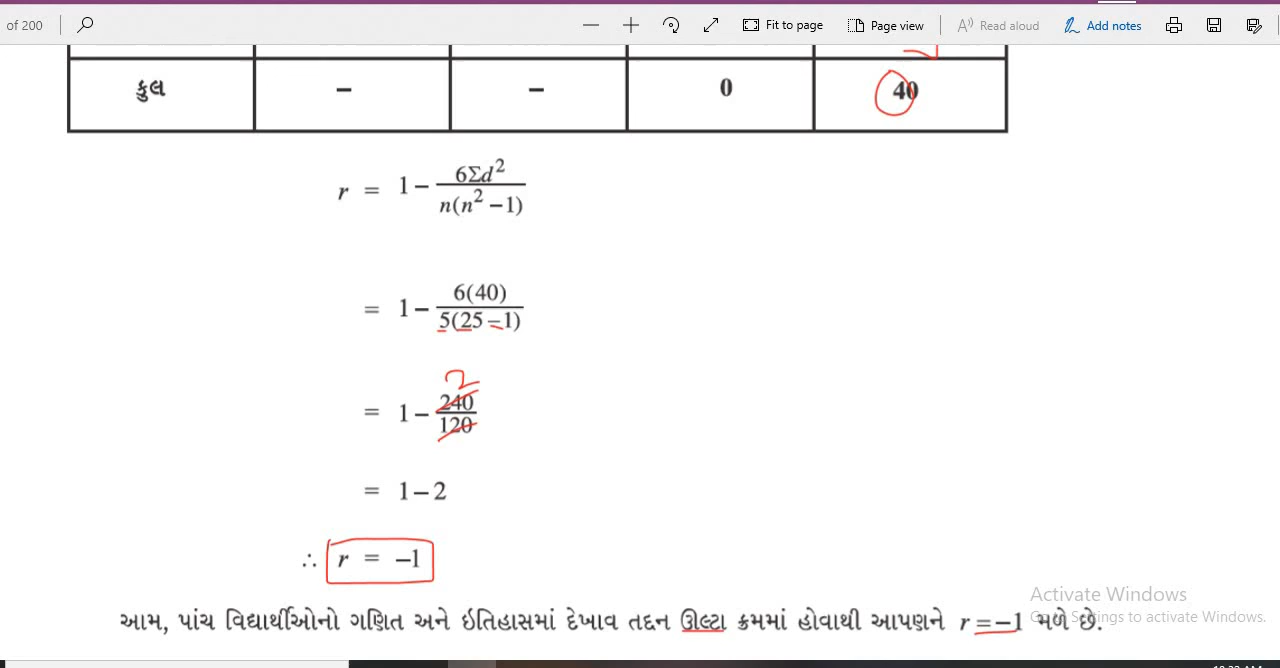 of 200 Fit to page Page view Read aloud Add notes
કુલ – – 0 40
r = 1 – 6Σd² / n(n² – 1)
= 1 – 6(40) / 5(25 – 1)
2
= 1 – 240 / 120
= 1 – 2
∴ r = –1
Activate Windows
Go to Settings to activate Windows.
આમ, પાંચ વિદ્યાર્થીઓનો ગણિત અને ઇતિહાસમાં દેખાવ તદ્દન ઊલ્ટા ક્રમમાં હોવાથી આપણને r = –1 મળે છે.